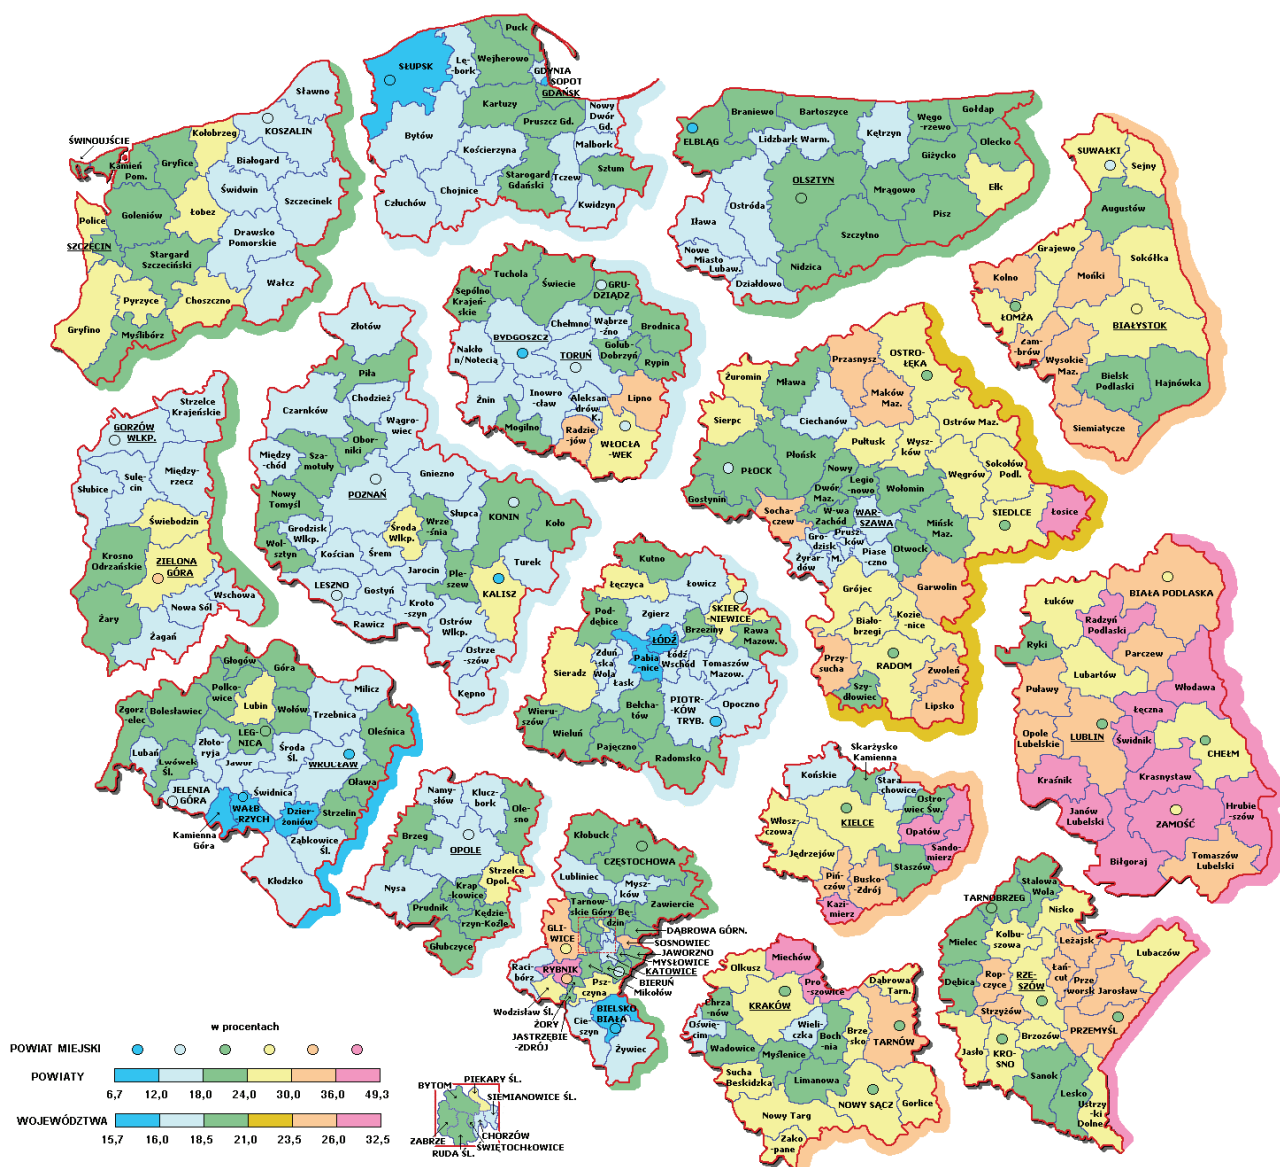 SŁUPSK
Lę-
bork
Wejherowo
Puck
GDYNIA
SOPOT
GDAŃSK
Kartuzy
Pruszcz Gd.
Nowy
Dwór
Gd.
Bytów
Kościerzyna
Malbork
Starogard
Gdański
Tczew
Sztum
Człuchów
Chojnice
Kwidzyn
Sławno
KOSZALIN
Kołobrzeg
ŚWINOUJŚCIE
Kamień
Pom.
Gryfice
Białogard
Świdwin
Szczecinek
Goleniów
Łobez
Police
SZCZECIN
Drawsko
Pomorskie
Stargard
Szczeciński
Wałcz
Pyrzyce
Choszczno
Gryfino
Myślibórz
Braniewo
Bartoszyce
Węgo
-rzewo
Gołdap
ELBLĄG
Lidzbark Warm.
Kętrzyn
Olecko
Giżycko
OLSZTYN
Mrągowo
Ełk
Ostróda
Iława
Pisz
Szczytno
Nowe
Miasto
Lubaw.
Nidzica
Działdowo
SUWAŁKI
Sejny
Augustów
Grajewo
Sokółka
Kolno
Mońki
ŁOMŻA
BIAŁYSTOK
Zam-
brów
Wysokie
Maz.
Bielsk
Podlaski
Hajnówka
Siemiatycze
Tuchola
Świecie
GRU-
DZIĄDZ
Sępólno
Krajeń-
skie
Chełmno
Wąbrze
-źno
Brodnica
BYDGOSZCZ
TORUŃ
Golub-
Dobrzyń
Rypin
Nakło
n/Notecią
Inowro
-cław
Aleksan
-drów
K.
Lipno
Żnin
Mogilno
Radzie
-jów
WŁOCŁA
-WEK
Złotów
Piła
Chodzież
Czarnków
Wągro-
wiec
Obor-
niki
Między
-chód
Sza-
motuły
Gniezno
POZNAŃ
Nowy
Tomyśl
Słupca
KONIN
Koło
Grodzisk
Wlkp.
Środa
Wlkp.
Wrze
-śnia
Wol-
sztyn
Kościan
Śrem
Turek
Jarocin
Ple-
szew
LESZNO
Gostyń
KALISZ
Kroto
-szyn
Rawicz
Ostrów
Wlkp.
Ostrze
-szów
Kępno
Strzelce
Krajeńskie
GORZÓW
WLKP.
Słubice
Sulę-
cin
Między-
rzecz
Świebodzin
Krosno
Odrzańskie
ZIELONA
GÓRA
Wschowa
Nowa Sól
Żary
Żagań
OSTRO-
ŁĘKA
Przasnysz
Żuromin
Mława
Maków
Maz.
Ciechanów
Sierpc
Ostrów Maz.
Pułtusk
Wysz-
ków
Płońsk
PŁOCK
Węgrów
Sokołów
Podl.
Nowy
Dwór
Maz.
Legio
-nowo
Wołomin
Gostynin
Socha-
czew
W-wa
Zachód
WAR-
SZAWA
Mińsk
Maz.
SIEDLCE
Łosice
Gro-
dzisk
M.
Prusz
ków
Piase
-czno
Otwock
Żyrar-
dów
Grójec
Garwolin
Biało-
brzegi
Kozie
-nice
Przy-
sucha
RADOM
Zwoleń
Szy-
dłowiec
Lipsko
Kutno
Łęczyca
Łowicz
Pod-
dębice
Zgierz
SKIER
-NIEWICE
Brzeziny
Rawa
Mazow.
ŁÓDŹ
Zduń
ska
Wola
Pabia
-nice
Łódź
Wschód
Sieradz
Tomaszów
Mazow.
Łask
PIOTR-
KÓW
TRYB.
Opoczno
Wieru-
szów
Bełcha-
tów
Wieluń
Pajęczno
Radomsko
Łuków
BIAŁA PODLASKA
Radzyń
Podlaski
Ryki
Parczew
Lubartów
Włodawa
Puławy
Łęczna
LUBLIN
Świdnik
CHEŁM
Opole
Lubelskie
Kraśnik
Krasnystaw
Janów
Lubelski
ZAMOŚĆ
Hrubie
-szów
Biłgoraj
Tomaszów
Lubelski
Głogów
Góra
Milicz
Polko-
wice
Lubin
Zgorz
-elec
Bolesławiec
Wołów
Trzebnica
LEG-
NICA
Oleśnica
Lubań
Złoto-
ryja
Jawor
Środa
Śl.
WROCŁAW
Lwówek
Śl.
Oława
JELENIA
GÓRA
Świdnica
WAŁB
-RZYCH
Dzier-
żoniów
Strzelin
Kamienna
Góra
Ząbkowice
Śl.
Kłodzko
Namy-
słów
Klucz-
bork
Ole-
sno
Brzeg
OPOLE
Strzelce
Opol.
Nysa
Krap
-kowice
Prudnik
Kędzie-
rzyn-Koźle
Głubczyce
Kłobuck
CZĘSTOCHOWA
Lubliniec
Mysz-
ków
Tarnow-
skie Góry
Bę-
dzin
Zawiercie
GLI-
WICE
DĄBROWA GÓRN.
SOSNOWIEC
JAWORZNO
MYSŁOWICE
KATOWICE
BIERUŃ
Mikołów
Raci-
bórz
RYBNIK
Psz-
czyna
Wodzisław Śl.
ŻORY
JASTRZĘBIE
-ZDRÓJ
BIELSKO
BIAŁA
Cie-
szyn
Żywiec
Skarżysko
Kamienna
Końskie
Stara
chowice
KIELCE
Ostro-
wiec Św.
Włosz
czowa
Opatów
Jędrzejów
Sando-
mierz
Staszów
Piń-
czów
Busko-
Zdrój
Kazi-
mierz
Miechów
Olkusz
Pro-
szowice
Dąbrowa
Tarn.
KRAKÓW
Chrza
nów
Oświę-
cim
Wieli-
czka
Boch
-nia
Brze
sko
TARNÓW
Wadowice
Myślenice
Sucha
Beskidzka
Limanowa
NOWY SĄCZ
Gorlice
Nowy Targ
Zako
-pane
Stalowa
Wola
TARNOBRZEG
Nisko
Kolbu-
szowa
Mielec
Leżajsk
Lubaczów
Dębica
Rop-
czyce
RZE-
SZÓW
Łań-
cut
Prze
worsk
Jarosław
Strzyżów
PRZEMYŚL
Brzozów
Jasło
KRO-
SNO
Sanok
Lesko
Ustrzy
-ki
Dolne
w procentach
POWIAT MIEJSKI
POWIATY
6,7 12,0 18,0 24,0 30,0 36,0 49,3
WOJEWÓDZTWA
15,7 16,0 18,5 21,0 23,5 26,0 32,5
BYTOM
PIEKARY ŚL.
SIEMIANOWICE ŚL.
ZABRZE
CHORZÓW
ŚWIĘTOCHŁOWICE
RUDA ŚL.